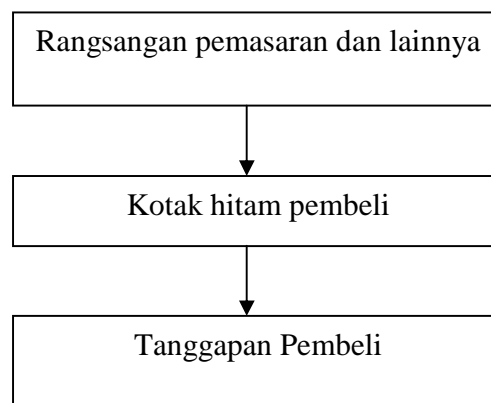 Rangsangan pemasaran dan lainnya
Kotak hitam pembeli
Tanggapan Pembeli